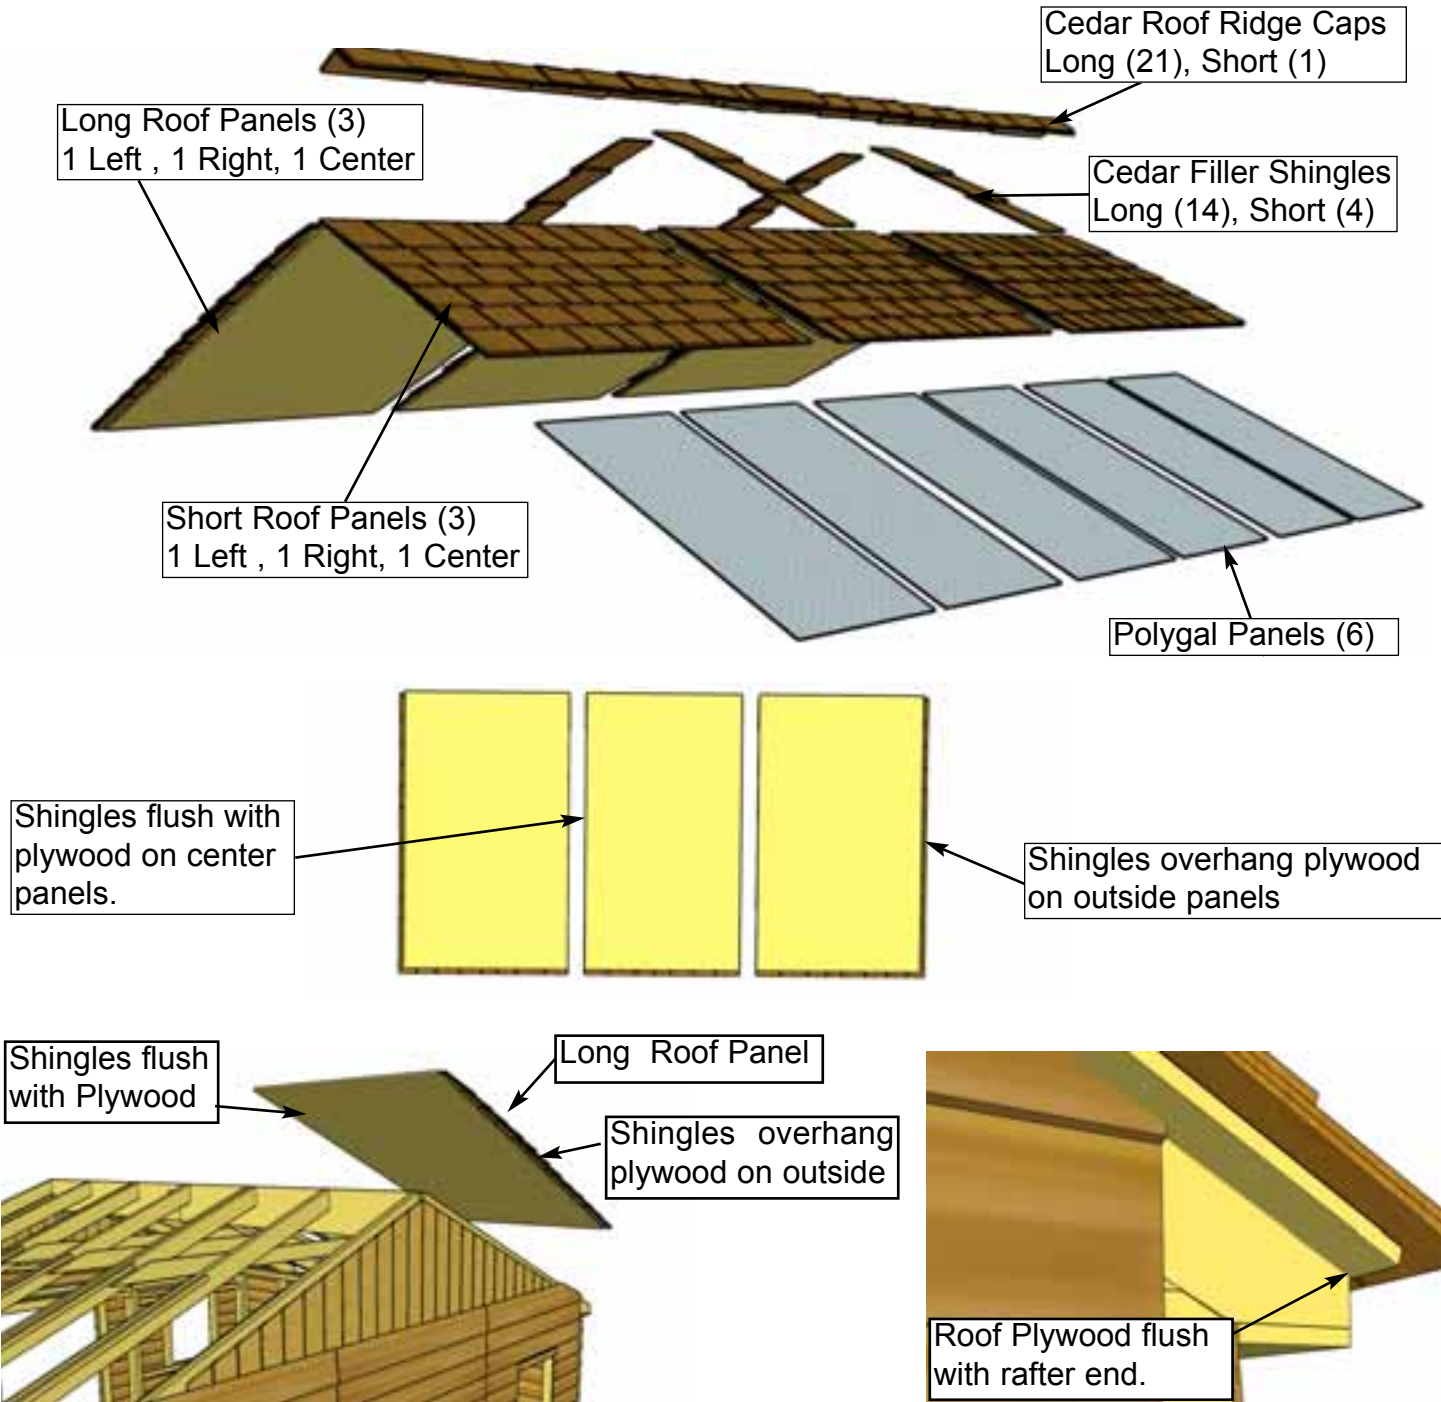 Cedar Roof Ridge Caps
Long (21), Short (1)
Long Roof Panels (3)
1 Left , 1 Right, 1 Center
Cedar Filler Shingles
Long (14), Short (4)
Short Roof Panels (3)
1 Left , 1 Right, 1 Center
Polygal Panels (6)
Shingles flush with
plywood on center
panels.
Shingles overhang plywood
on outside panels
Shingles flush
with Plywood
Long Roof Panel
Shingles overhang
plywood on outside
Roof Plywood flush
with rafter end.